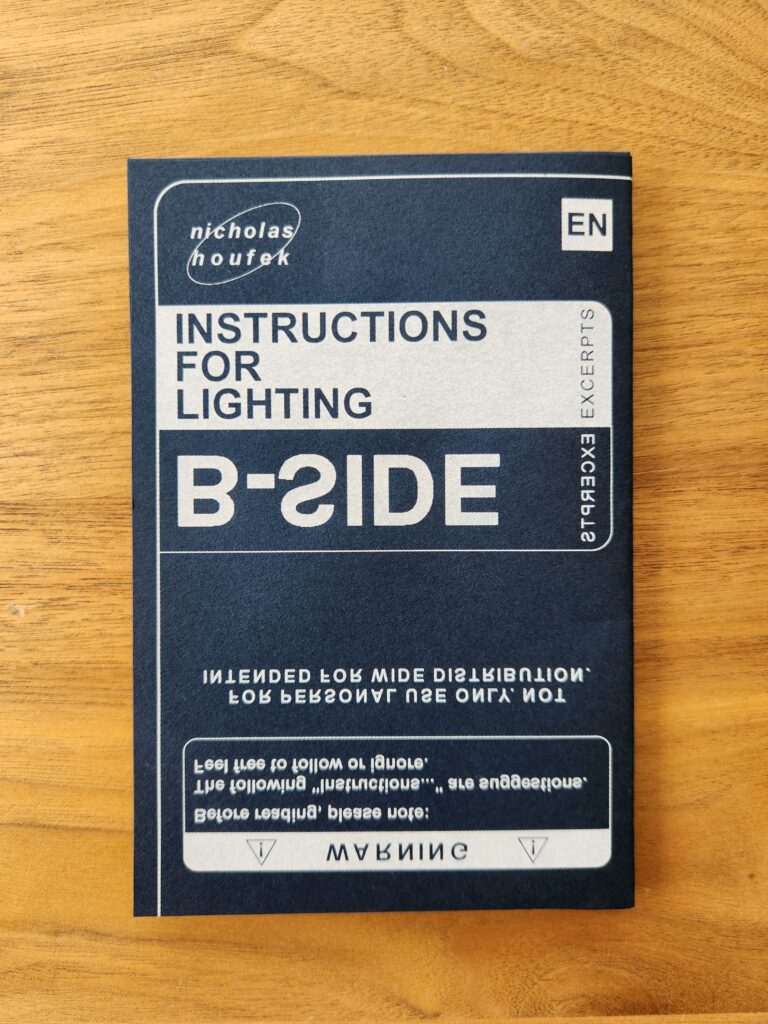 nicholas
houfek
EN
INSTRUCTIONS
FOR
LIGHTING
EXCERPTS
B-SIDE
EXCERPTS
FOR PERSONAL USE ONLY. NOT
INTENDED FOR WIDE DISTRIBUTION.
WARNING
Before reading, please note:
The following "Instructions..." are suggestions.
Feel free to follow or ignore.